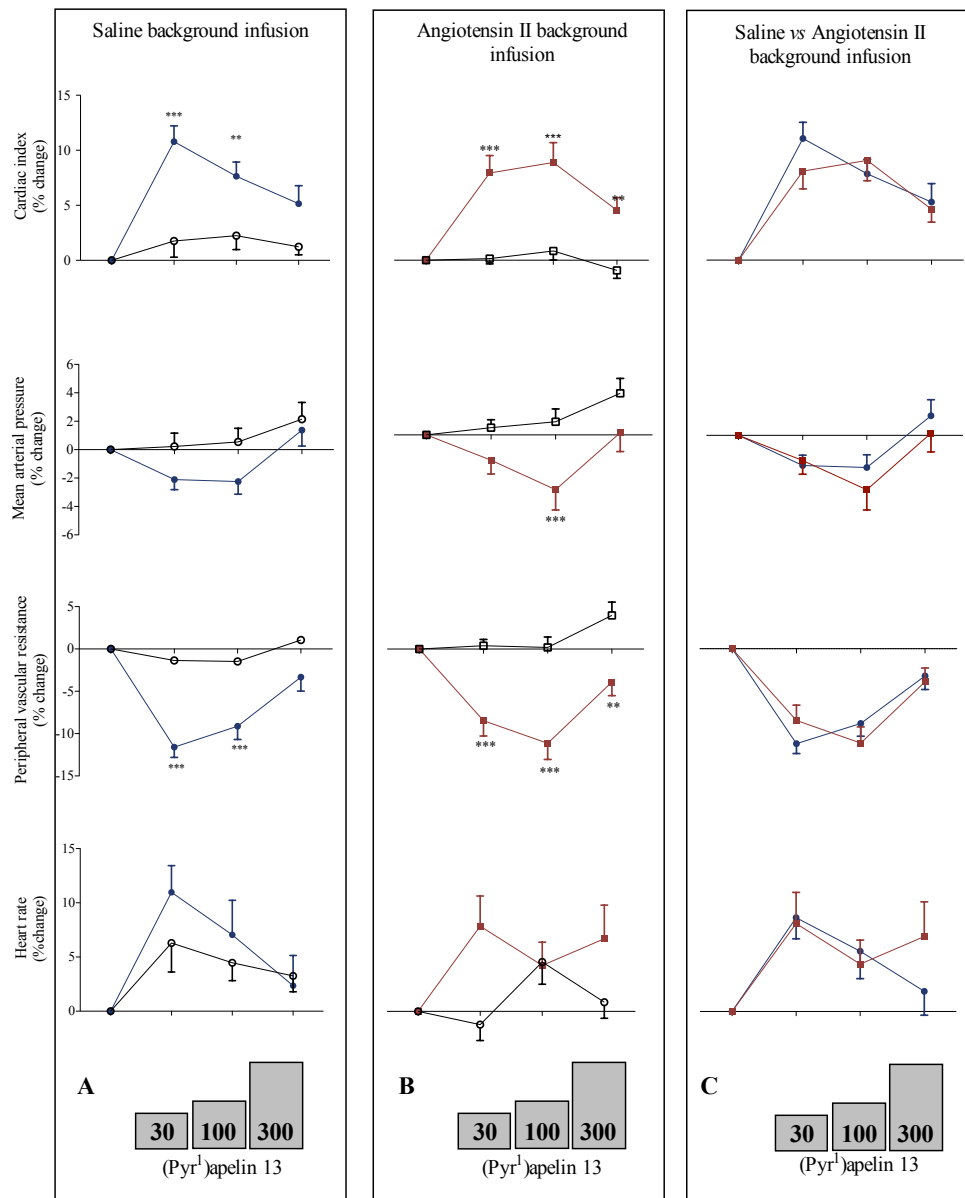 Saline background infusion
Angiotensin II background
infusion
Saline vs Angiotensin II
background infusion
Cardiac index
(% change)
15
10
5
0
***
**
***
***
**
Mean arterial pressure
(% change)
6
4
2
0
-2
-4
-6
***
Peripheral vascular resistance
(% change)
5
0
-5
-10
-15
***
***
***
***
**
Heart rate
(%change)
15
10
5
0
A
30 100 300
(Pyr¹)apelin 13
B
30 100 300
(Pyr¹)apelin 13
C
30 100 300
(Pyr¹)apelin 13